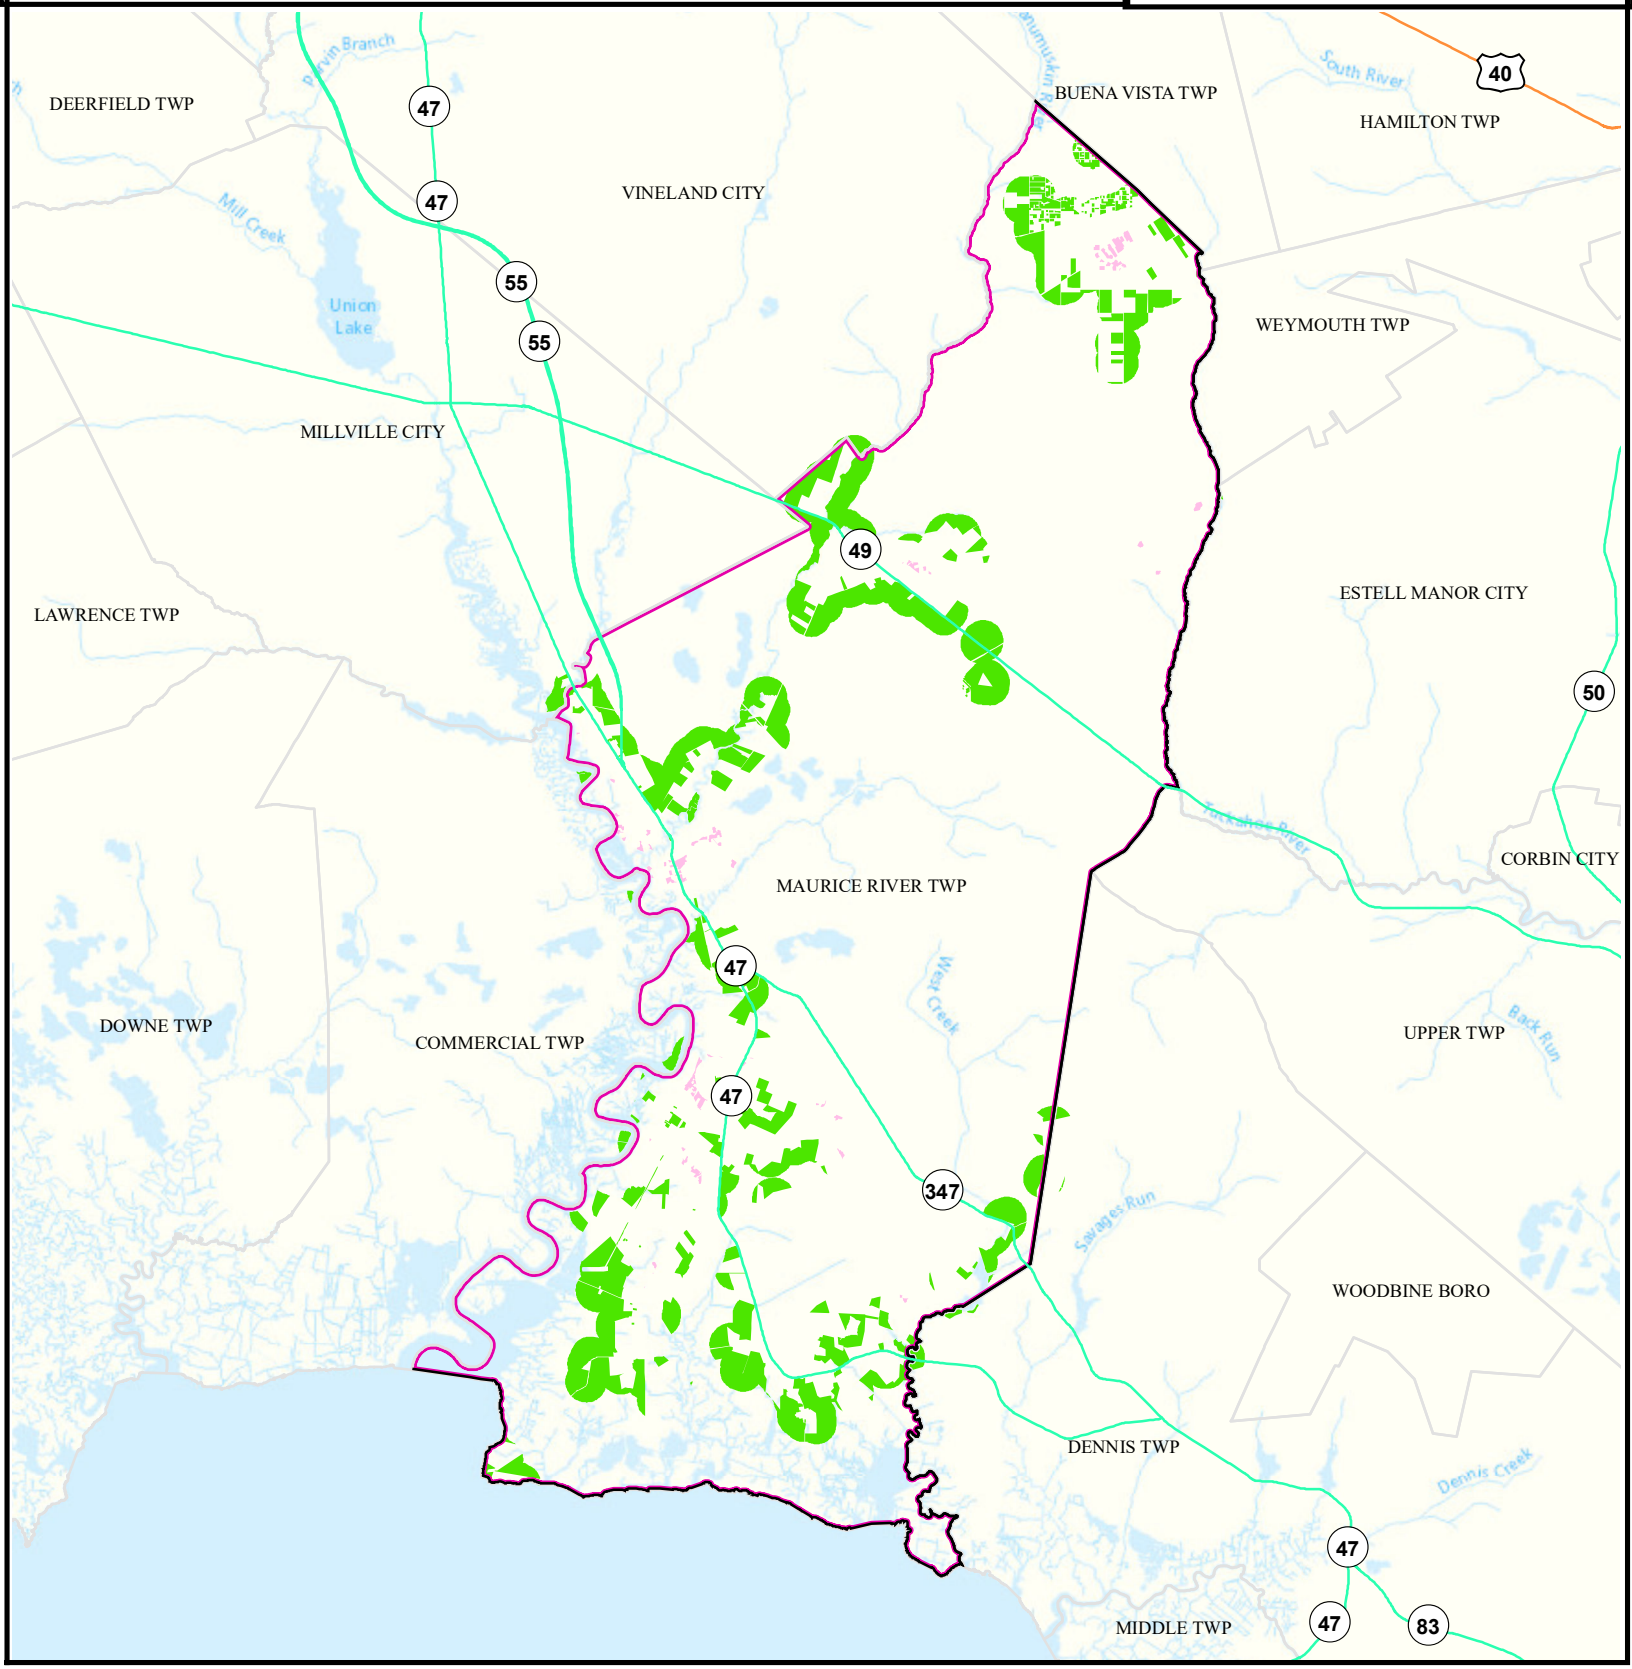 Parvin Branch
South River
40
BUENA VISTA TWP
DEERFIELD TWP
47
HAMILTON TWP
VINELAND CITY
47
Mill Creek
55
Union
Lake
WEYMOUTH TWP
55
MILLVILLE CITY
49
ESTELL MANOR CITY
LAWRENCE TWP
50
Tuckahoe River
CORBIN CITY
MAURICE RIVER TWP
47
West Creek
DOWNE TWP
COMMERCIAL TWP
UPPER TWP
Back Run
47
347
Savages Run
WOODBINE BORO
DENNIS TWP
Dennis Creek
47
47
83
MIDDLE TWP